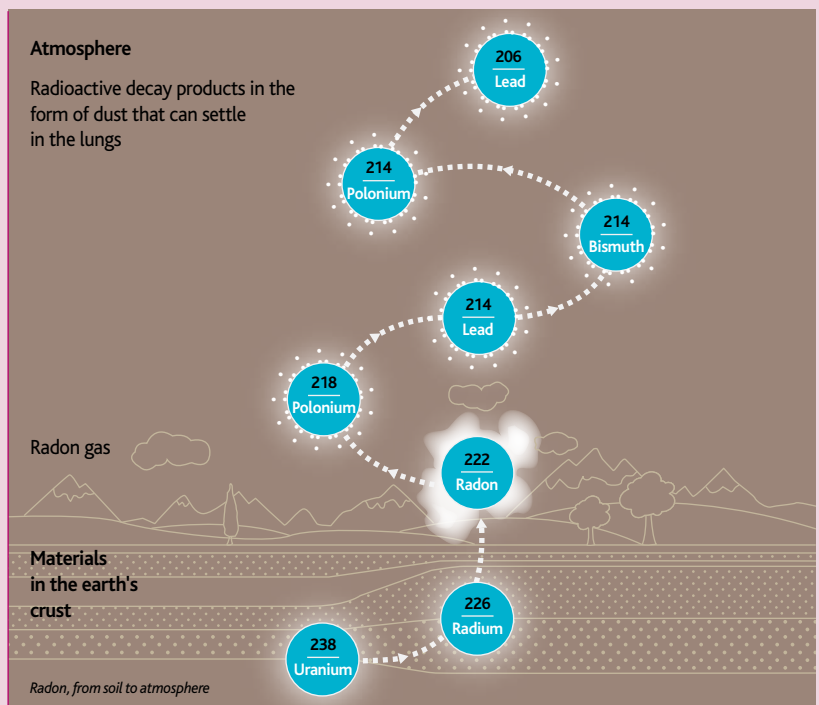 Atmosphere
Radioactive decay products in the
form of dust that can settle
in the lungs
206
Lead
214
Polonium
214
Bismuth
214
Lead
218
Polonium
Radon gas
222
Radon
Materials
in the earth's
crust
226
Radium
238
Uranium
Radon, from soil to atmosphere